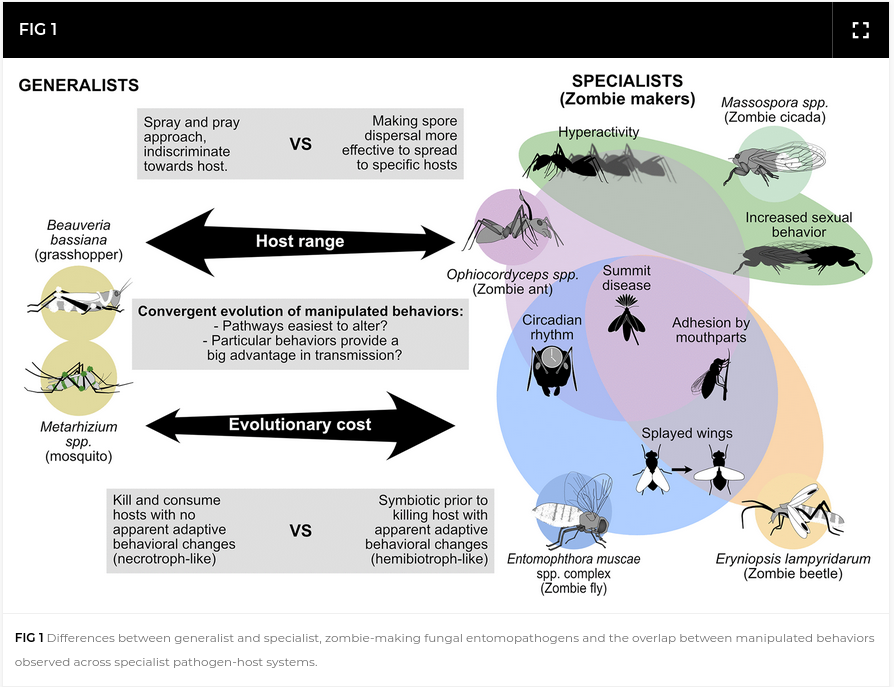 FIG 1
GENERALISTS
SPECIALISTS
(Zombie makers)
Spray and pray
approach,
indiscriminate
towards host.
VS
Making spore
dispersal more
effective to spread
to specific hosts
Hyperactivity
Massospora spp.
(Zombie cicada)
Beauveria
bassiana
(grasshopper)
Host range
Increased sexual
behavior
Ophiocordyceps spp.
(Zombie ant)
Summit
disease
Convergent evolution of manipulated behaviors:
- Pathways easiest to alter?
- Particular behaviors provide a
big advantage in transmission?
Circadian
rhythm
Adhesion by
mouthparts
Metarhizium
spp.
(mosquito)
Evolutionary cost
Splayed wings
Kill and consume
hosts with no
apparent adaptive
behavioral changes
(necrotroph-like)
VS
Symbiotic prior to
killing host with
apparent adaptive
behavioral changes
(hemibiotroph-like)
Entomophthora muscae
spp. complex
(Zombie fly)
Eryniopsis lampyridarum
(Zombie beetle)
FIG 1 Differences between generalist and specialist, zombie-making fungal entomopathogens and the overlap between manipulated behaviors
observed across specialist pathogen-host systems.